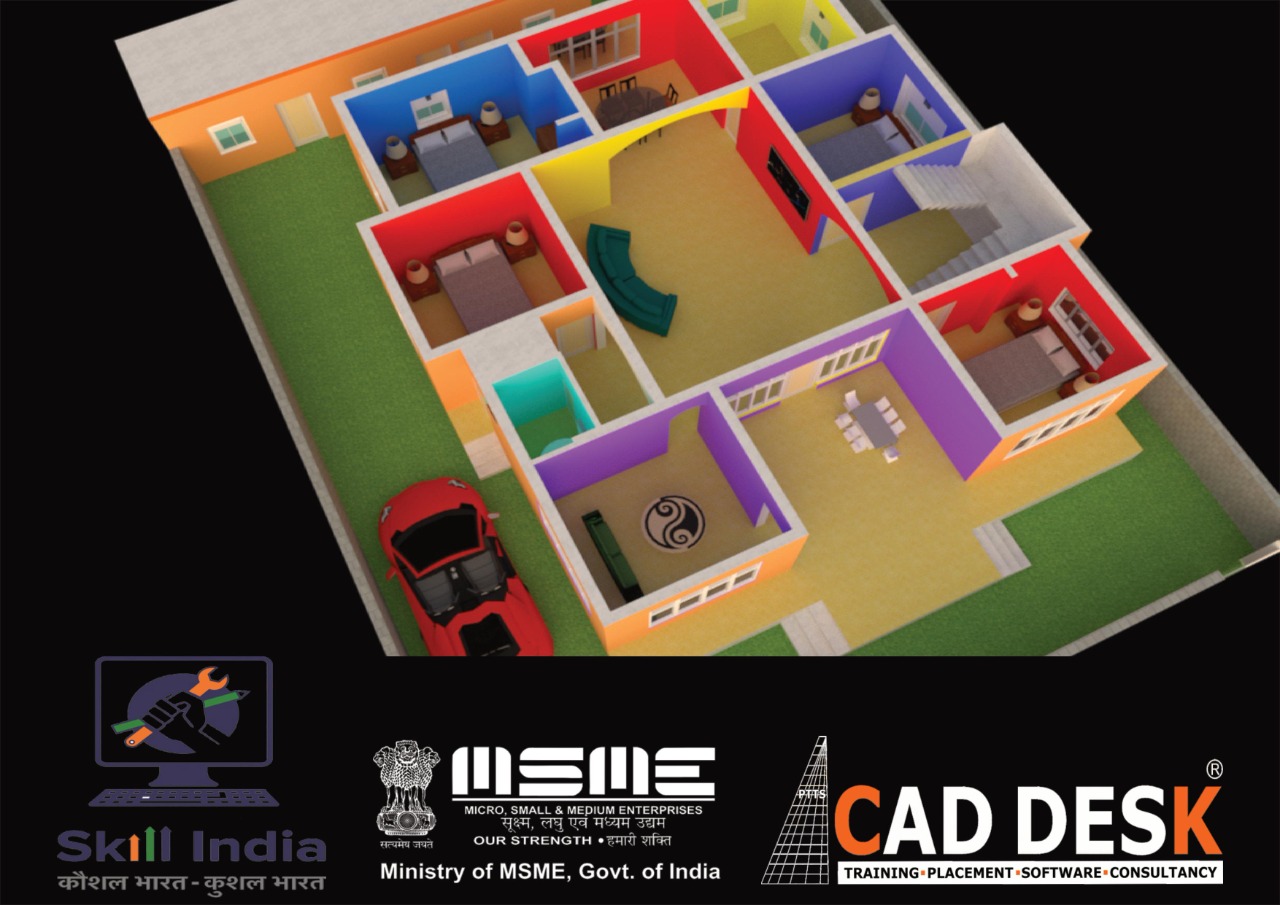 Skill India
कौशल भारत - कुशल भारत
सत्यमेव जयते
MSME
MICRO, SMALL & MEDIUM ENTERPRISES
सूक्ष्म, लघु एवं मध्यम उद्यम
OUR STRENGTH • हमारी शक्ति
Ministry of MSME, Govt. of India
PTTS
CAD DESK®
TRAINING▪PLACEMENT▪SOFTWARE▪CONSULTANCY